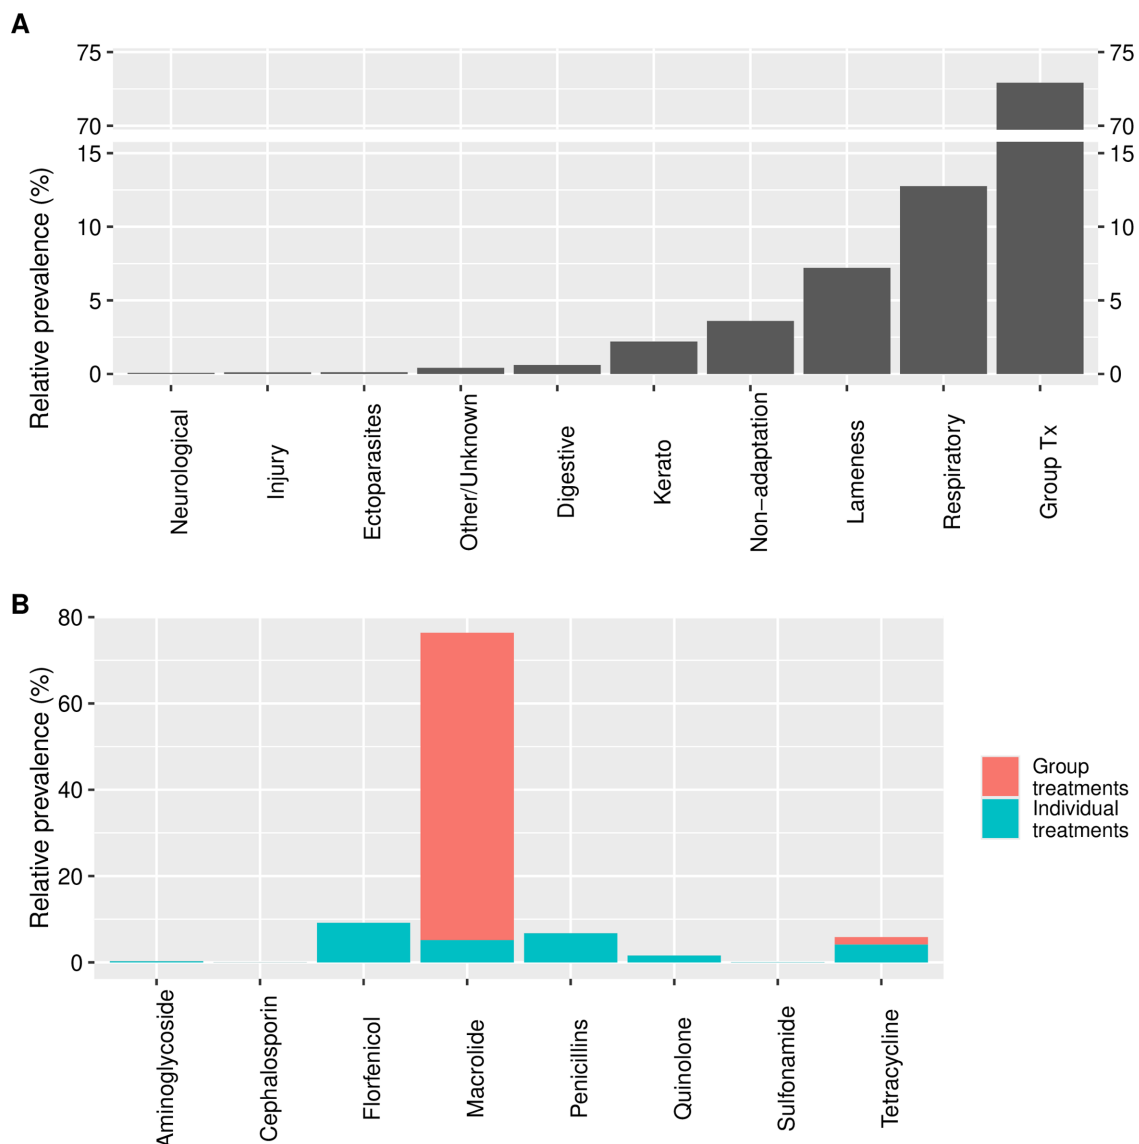 A
75
70
15
10
5
0
75
70
15
10
5
0
Relative prevalence (%)
Neurological
Injury
Ectoparasites
Other/Unknown
Digestive
Kerato
Non−adaptation
Lameness
Respiratory
Group Tx
B
80
60
40
20
0
Relative prevalence (%)
Aminoglycoside
Cephalosporin
Florfenicol
Macrolide
Penicillins
Quinolone
Sulfonamide
Tetracycline
Group
treatments
Individual
treatments